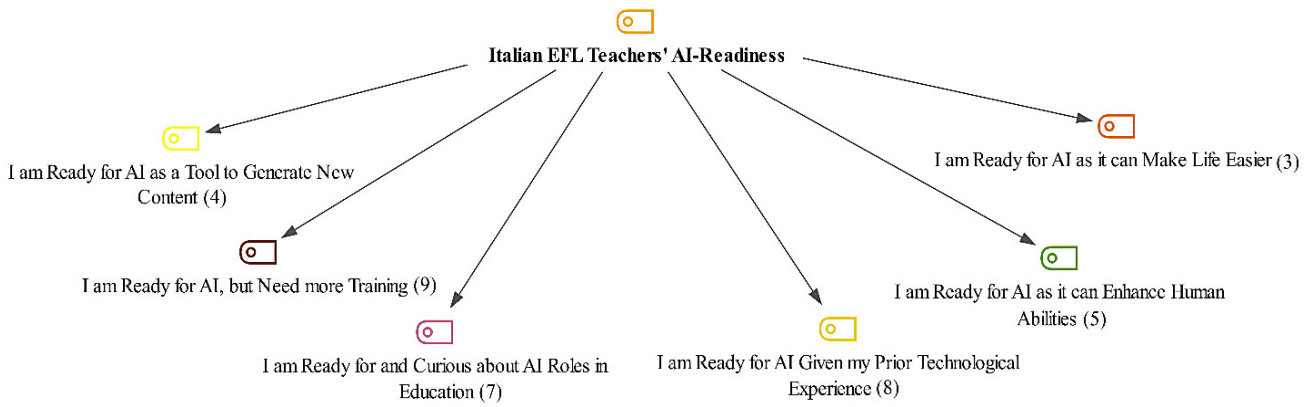 Italian EFL Teachers' AI-Readiness
I am Ready for AI as a Tool to Generate New
Content (4)
I am Ready for AI as it can Make Life Easier (3)
I am Ready for AI, but Need more Training (9)
I am Ready for AI as it can Enhance Human
Abilities (5)
I am Ready for and Curious about AI Roles in
Education (7)
I am Ready for AI Given my Prior Technological
Experience (8)